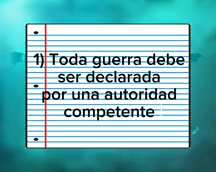 1) Toda guerra debe
ser declarada
por una autoridad
competente